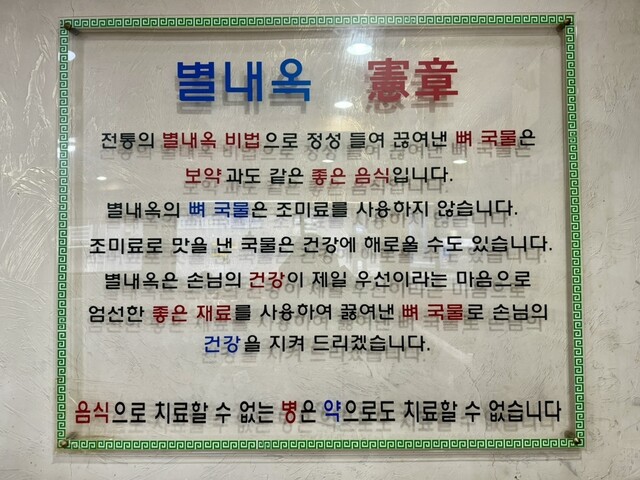 별내옥 憲章
전통의 별내옥 비법으로 정성 들여 끊여낸 뼈 국물은
보약과도 같은 좋은 음식입니다.
별내옥의 뼈 국물은 조미료를 사용하지 않습니다.
조미료로 맛을 낸 국물은 건강에 해로울 수도 있습니다.
별내옥은 손님의 건강이 제일 우선이라는 마음으로
엄선한 좋은 재료를 사용하여 끓여낸 뼈 국물로 손님의
건강을 지켜 드리겠습니다.
음식으로 치료할 수 없는 병은 약으로도 치료할 수 없습니다